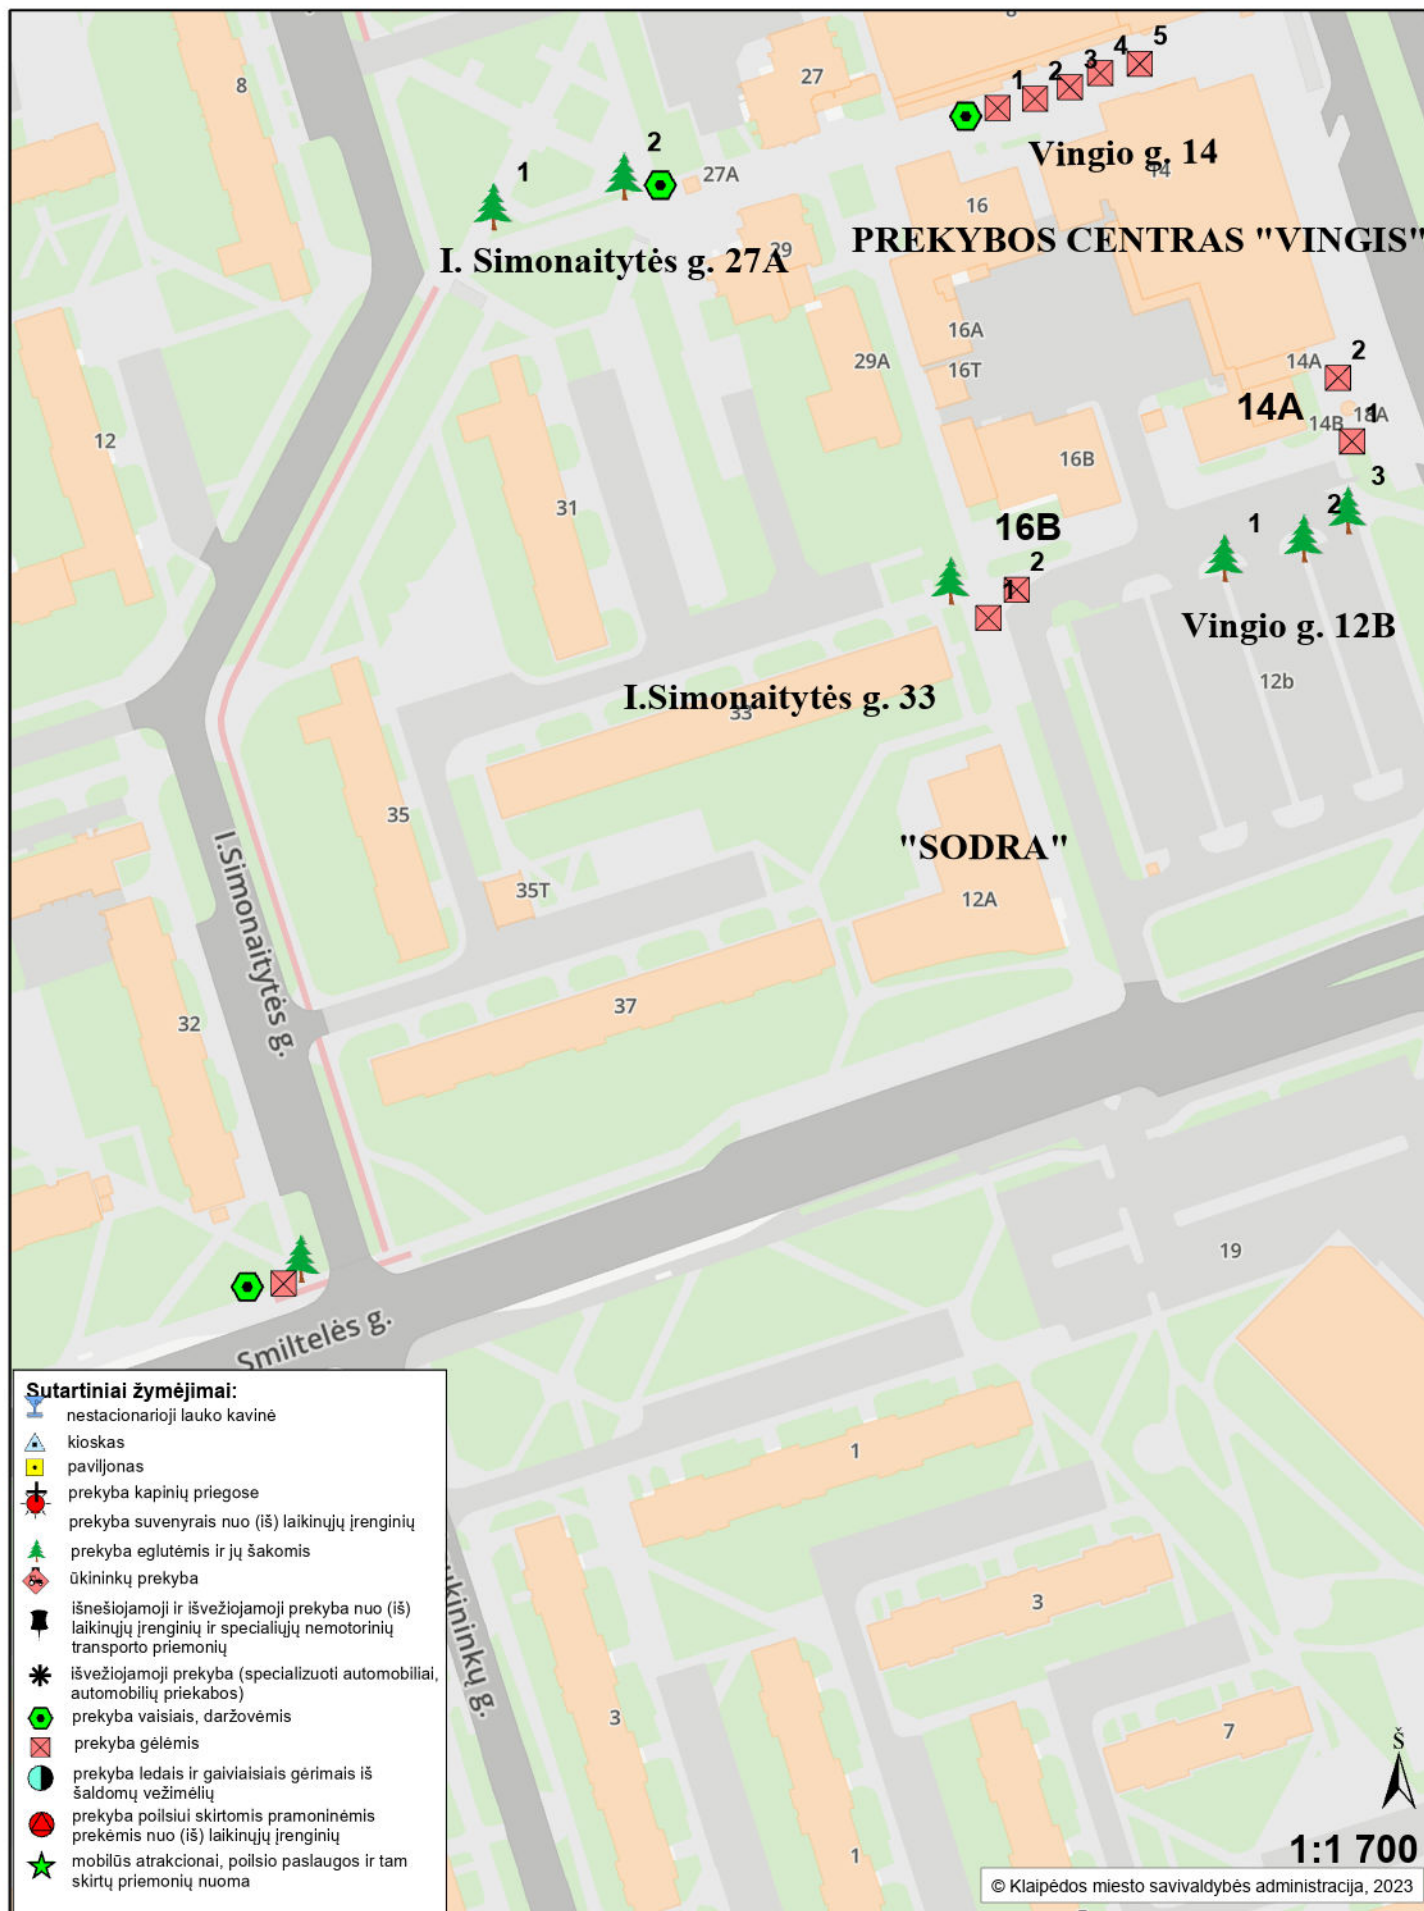 8
8
27
1
2
3
4
5
Vingio g. 14
14
1
2
27A
16
I. Simonaitytės g. 27A
29
PREKYBOS CENTRAS "VINGIS"
16A
29A
16T
14A
2
14A
14B
18A
1
12
31
16B
16B
1
2
3
1
2
Vingio g. 12B
12b
I.Simonaitytės g. 33
33
35
"SODRA"
35T
12A
I.Simonaitytės g.
37
32
19
Smiltelės g.
1
3
ukininkų g.
3
7
1
Sutartiniai žymėjimai:
nestacionarioji lauko kavinė
kioskas
paviljonas
prekyba kapinių priegose
prekyba suvenyrais nuo (iš) laikinųjų įrenginių
prekyba eglutėmis ir jų šakomis
ūkininkų prekyba
išnešiojamoji ir išvežiojamoji prekyba nuo (iš)
laikinųjų įrenginių ir specialiųjų nemotorinių
transporto priemonių
išvežiojamoji prekyba (specializuoti automobiliai,
automobilių priekabos)
prekyba vaisiais, daržovėmis
prekyba gėlėmis
prekyba ledais ir gaiviaisiais gėrimais iš
šaldomų vežimėlių
prekyba poilsiui skirtomis pramoninėmis
prekėmis nuo (iš) laikinųjų įrenginių
mobilūs atrakcionai, poilsio paslaugos ir tam
skirtų priemonių nuoma
Š
1:1 700
© Klaipėdos miesto savivaldybės administracija, 2023